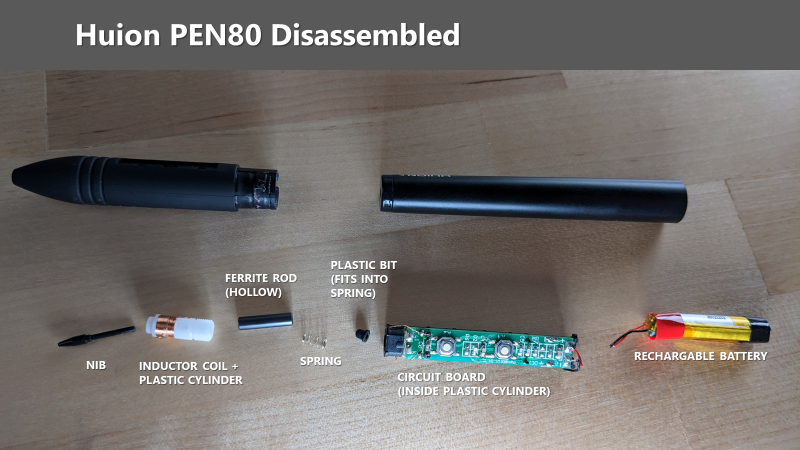 Huion PEN80 Disassembled
FERRITE ROD
(HOLLOW)
PLASTIC BIT
(FITS INTO
SPRING)
NIB
INDUCTOR COIL +
PLASTIC CYLINDER
SPRING
CIRCUIT BOARD
(INSIDE PLASTIC CYLINDER)
RECHARGABLE BATTERY